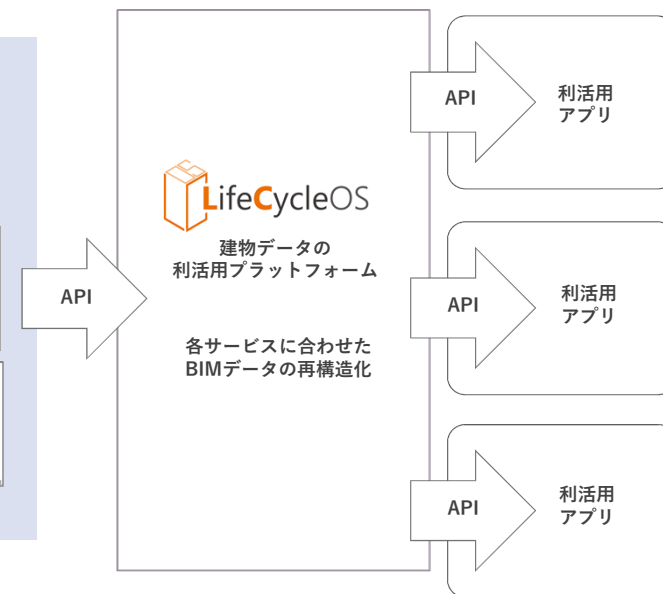 API
LifeCycleOS
建物データの
利活用プラットフォーム
各サービスに合わせた
BIMデータの再構造化
API
利活用
アプリ
API
利活用
アプリ
API
利活用
アプリ